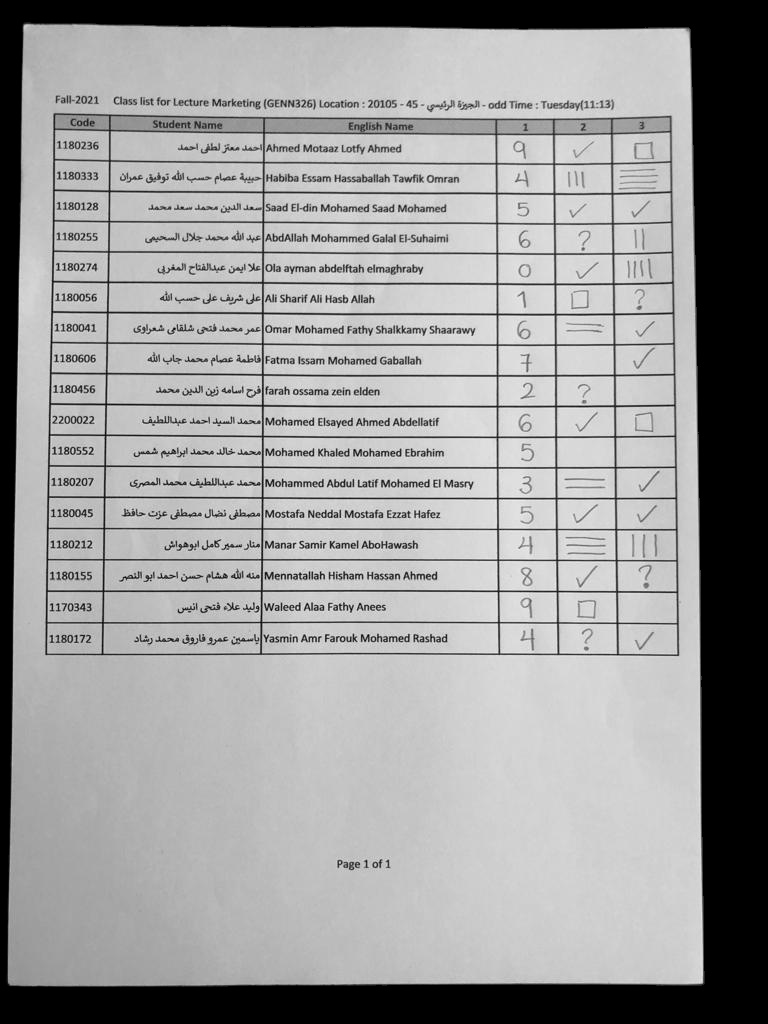 Fall-2021 Class list for Lecture Marketing (GENN326) Location : 20105 - 45 - الجيزة الرئيسي - odd Time : Tuesday(11:13)
Code Student Name English Name 1 2 3
1180236 احمد معتز لطفى احمد Ahmed Motaaz Lotfy Ahmed 9 ✓ □
1180333 حبيبة عصام حسب الله توفيق عمران Habiba Essam Hassaballah Tawfik Omran 4 |||
1180128 سعد الدين محمد سعد محمد Saad El-din Mohamed Saad Mohamed 5 ✓ ✓
1180255 عبد الله محمد جلال السحيمى AbdAllah Mohammed Galal El-Suhaimi 6 ? ||
1180274 علا ايمن عبدالفتاح المغربي Ola ayman abdelftah elmaghraby 0 ✓ ||||
1180056 على شريف على حسب الله Ali Sharif Ali Hasb Allah 1 □ ?
1180041 عمر محمد فتحى شلقامى شعراوى Omar Mohamed Fathy Shalkkamy Shaarawy 6 = ✓
1180606 فاطمة عصام محمد جاب الله Fatma Issam Mohamed Gaballah 7 ✓
1180456 فرح اسامه زين الدين محمد farah ossama zein elden 2 ?
2200022 محمد السيد احمد عبداللطيف Mohamed Elsayed Ahmed Abdellatif 6 ✓ □
1180552 محمد خالد محمد ابراهيم شمس Mohamed Khaled Mohamed Ebrahim 5
1180207 محمد عبداللطيف محمد المصرى Mohammed Abdul Latif Mohamed El Masry 3 = ✓
1180045 مصطفى نضال مصطفى عزت حافظ Mostafa Neddal Mostafa Ezzat Hafez 5 ✓ ✓
1180212 منار سمير كامل ابوهواش Manar Samir Kamel AboHawash 4 ≡ |||
1180155 منه الله هشام حسن احمد ابو النصر Mennatallah Hisham Hassan Ahmed 8 ✓ ?
1170343 وليد علاء فتحى انيس Waleed Alaa Fathy Anees 9 □
1180172 ياسمين عمرو فاروق محمد رشاد Yasmin Amr Farouk Mohamed Rashad 4 ? ✓
Page 1 of 1